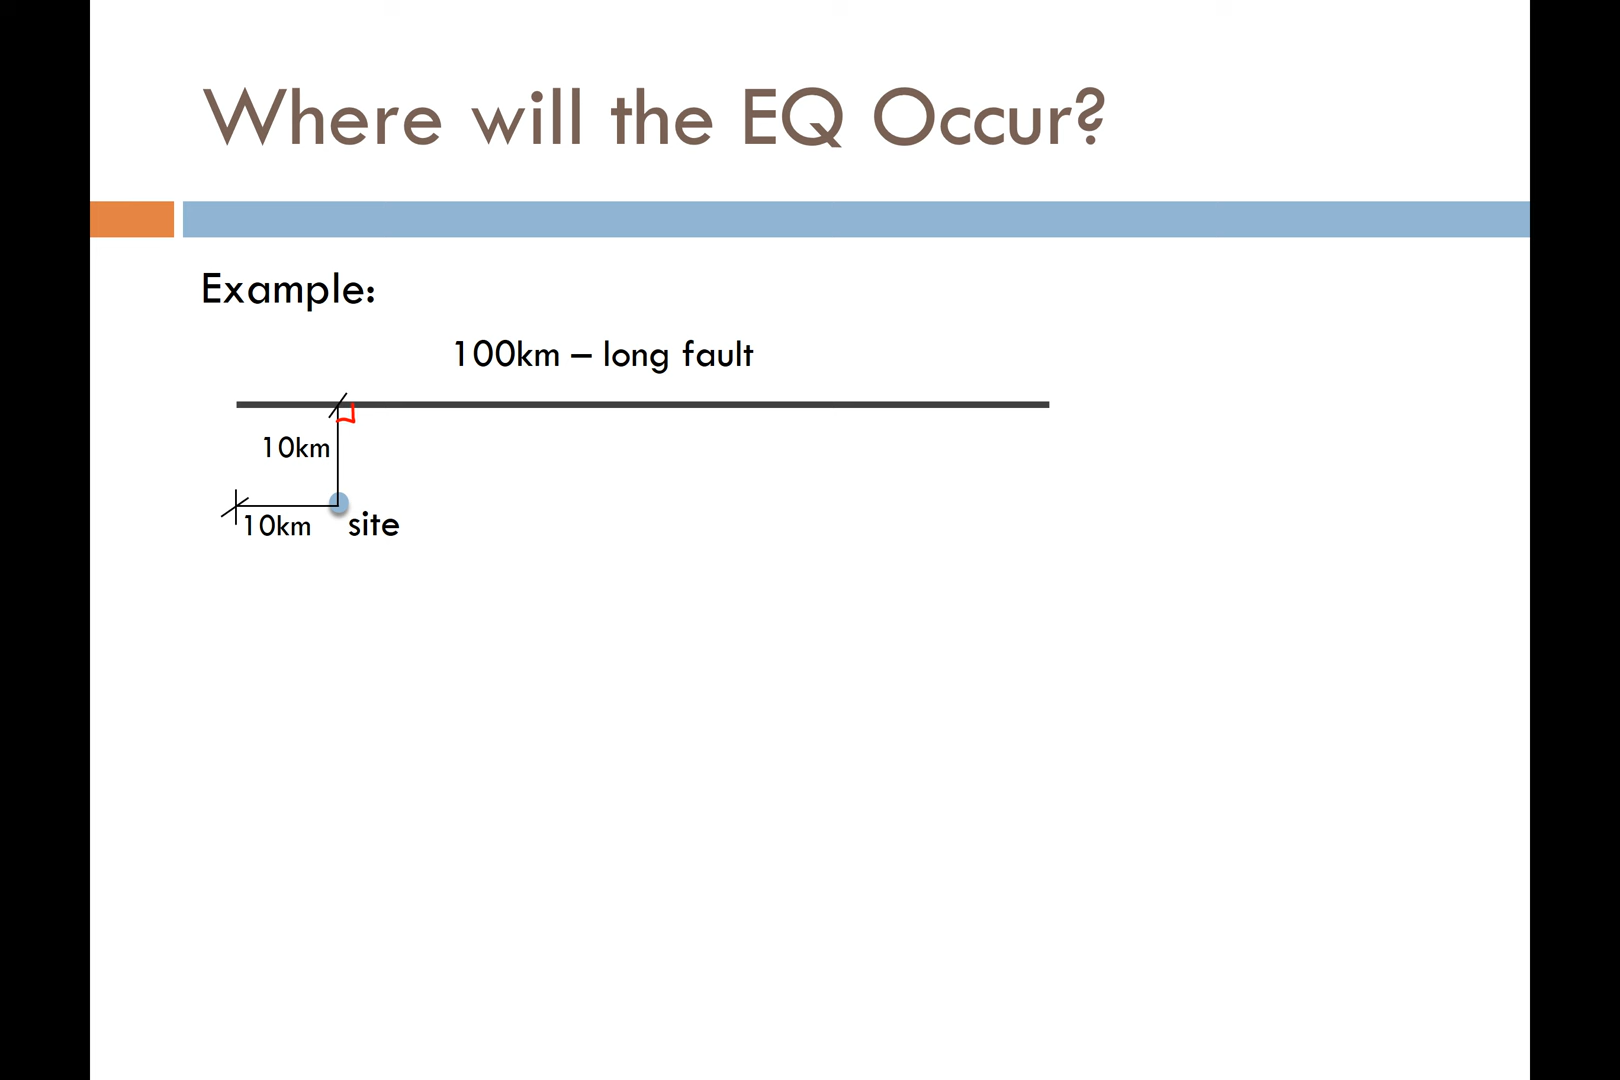 Where will the EQ Occur?
Example:
100km – long fault
10km
10km
site